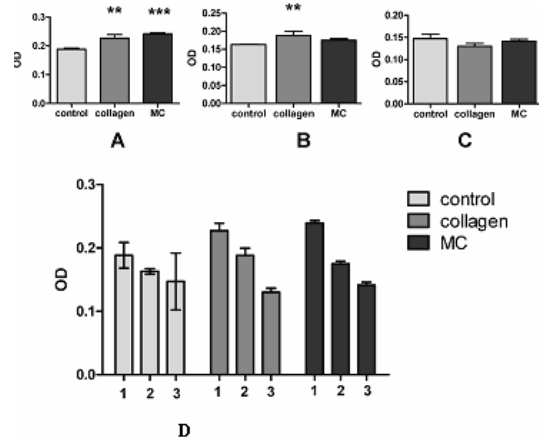 ** *** **
0.3 0.20 0.20
0.2 0.15 0.15
0.10 0.10
0.1 0.05 0.05
0.0 0.00 0.00
OD OD OD
control collagen MC control collagen MC control collagen MC
A B C
0.3
0.2
0.1
0.0
OD
control
collagen
MC
1 2 3 1 2 3 1 2 3
D